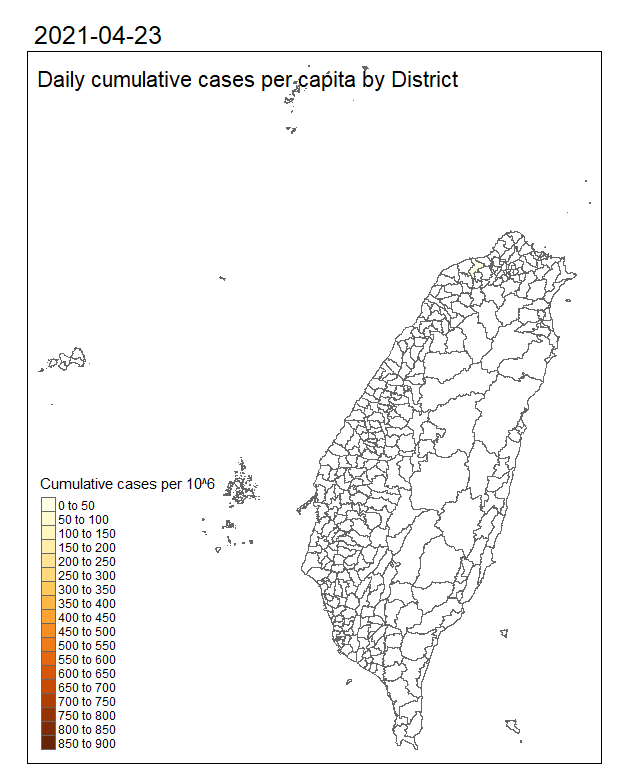 2021-04-23
Daily cumulative cases per capita by District
Cumulative cases per 10^6
0 to 50
50 to 100
100 to 150
150 to 200
200 to 250
250 to 300
300 to 350
350 to 400
400 to 450
450 to 500
500 to 550
550 to 600
600 to 650
650 to 700
700 to 750
750 to 800
800 to 850
850 to 900